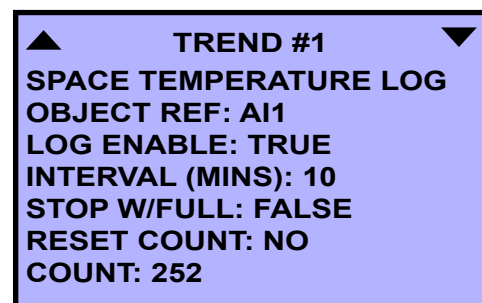 TREND #1
SPACE TEMPERATURE LOG
OBJECT REF: AI1
LOG ENABLE: TRUE
INTERVAL (MINS): 10
STOP W/FULL: FALSE
RESET COUNT: NO
COUNT: 252